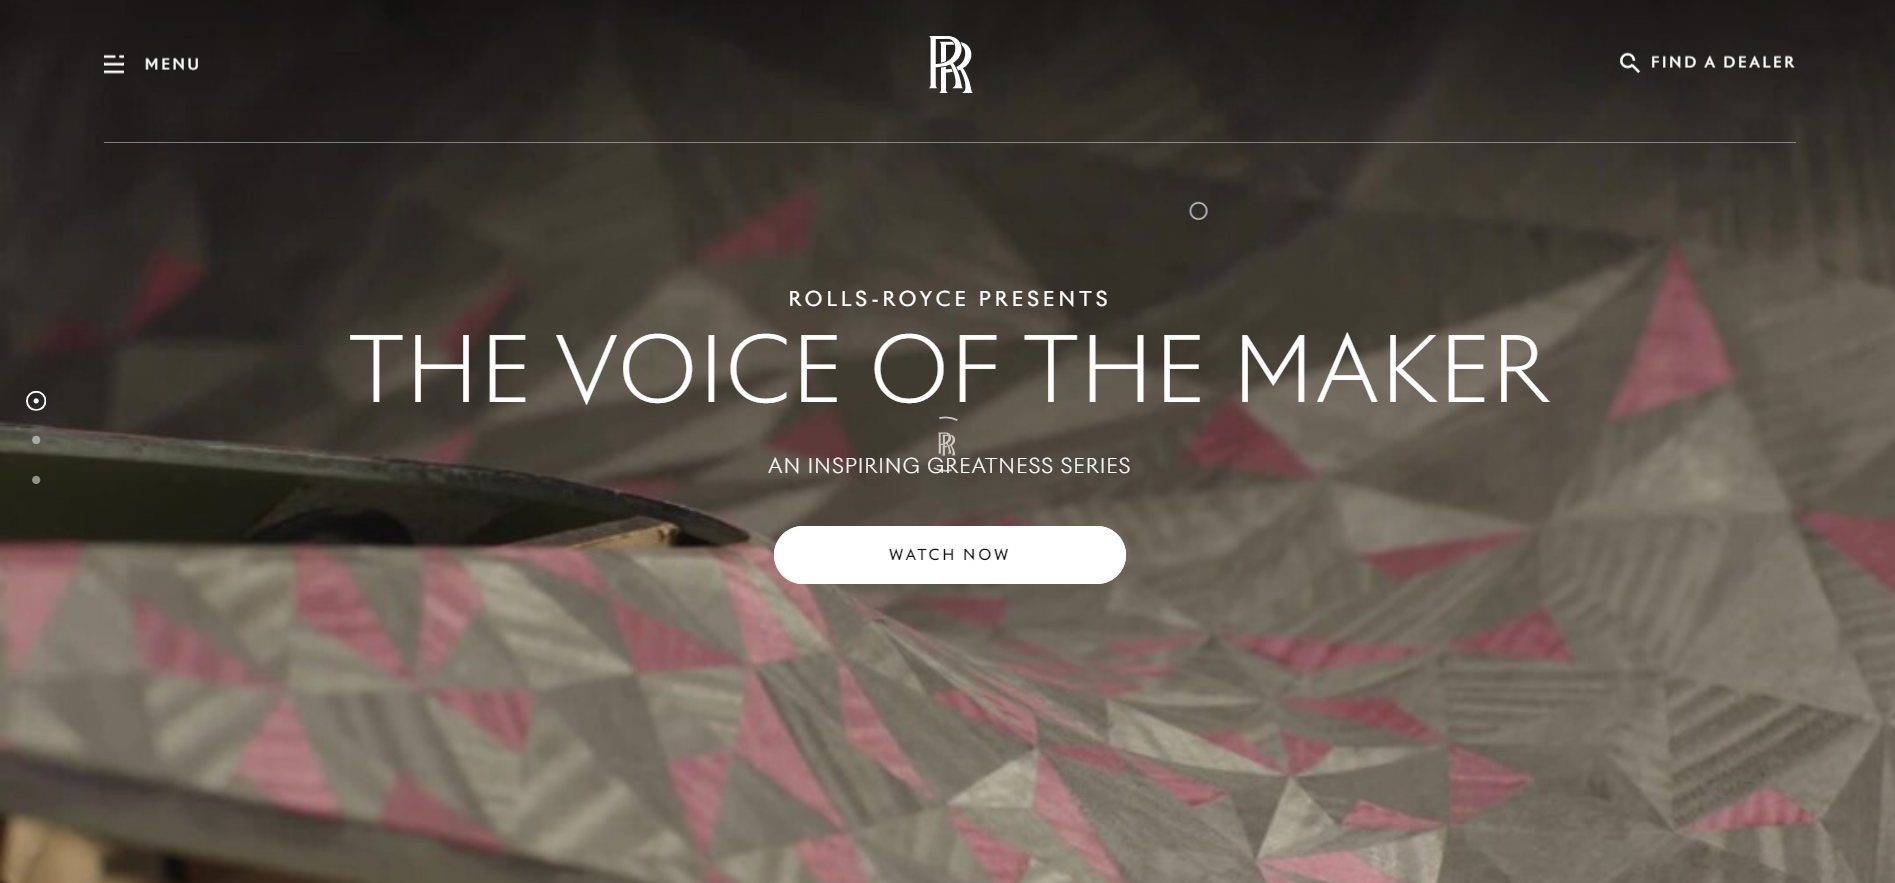 MENU
RR
FIND A DEALER
ROLLS-ROYCE PRESENTS
THE VOICE OF THE MAKER
RR
AN INSPIRING GREATNESS SERIES
WATCH NOW